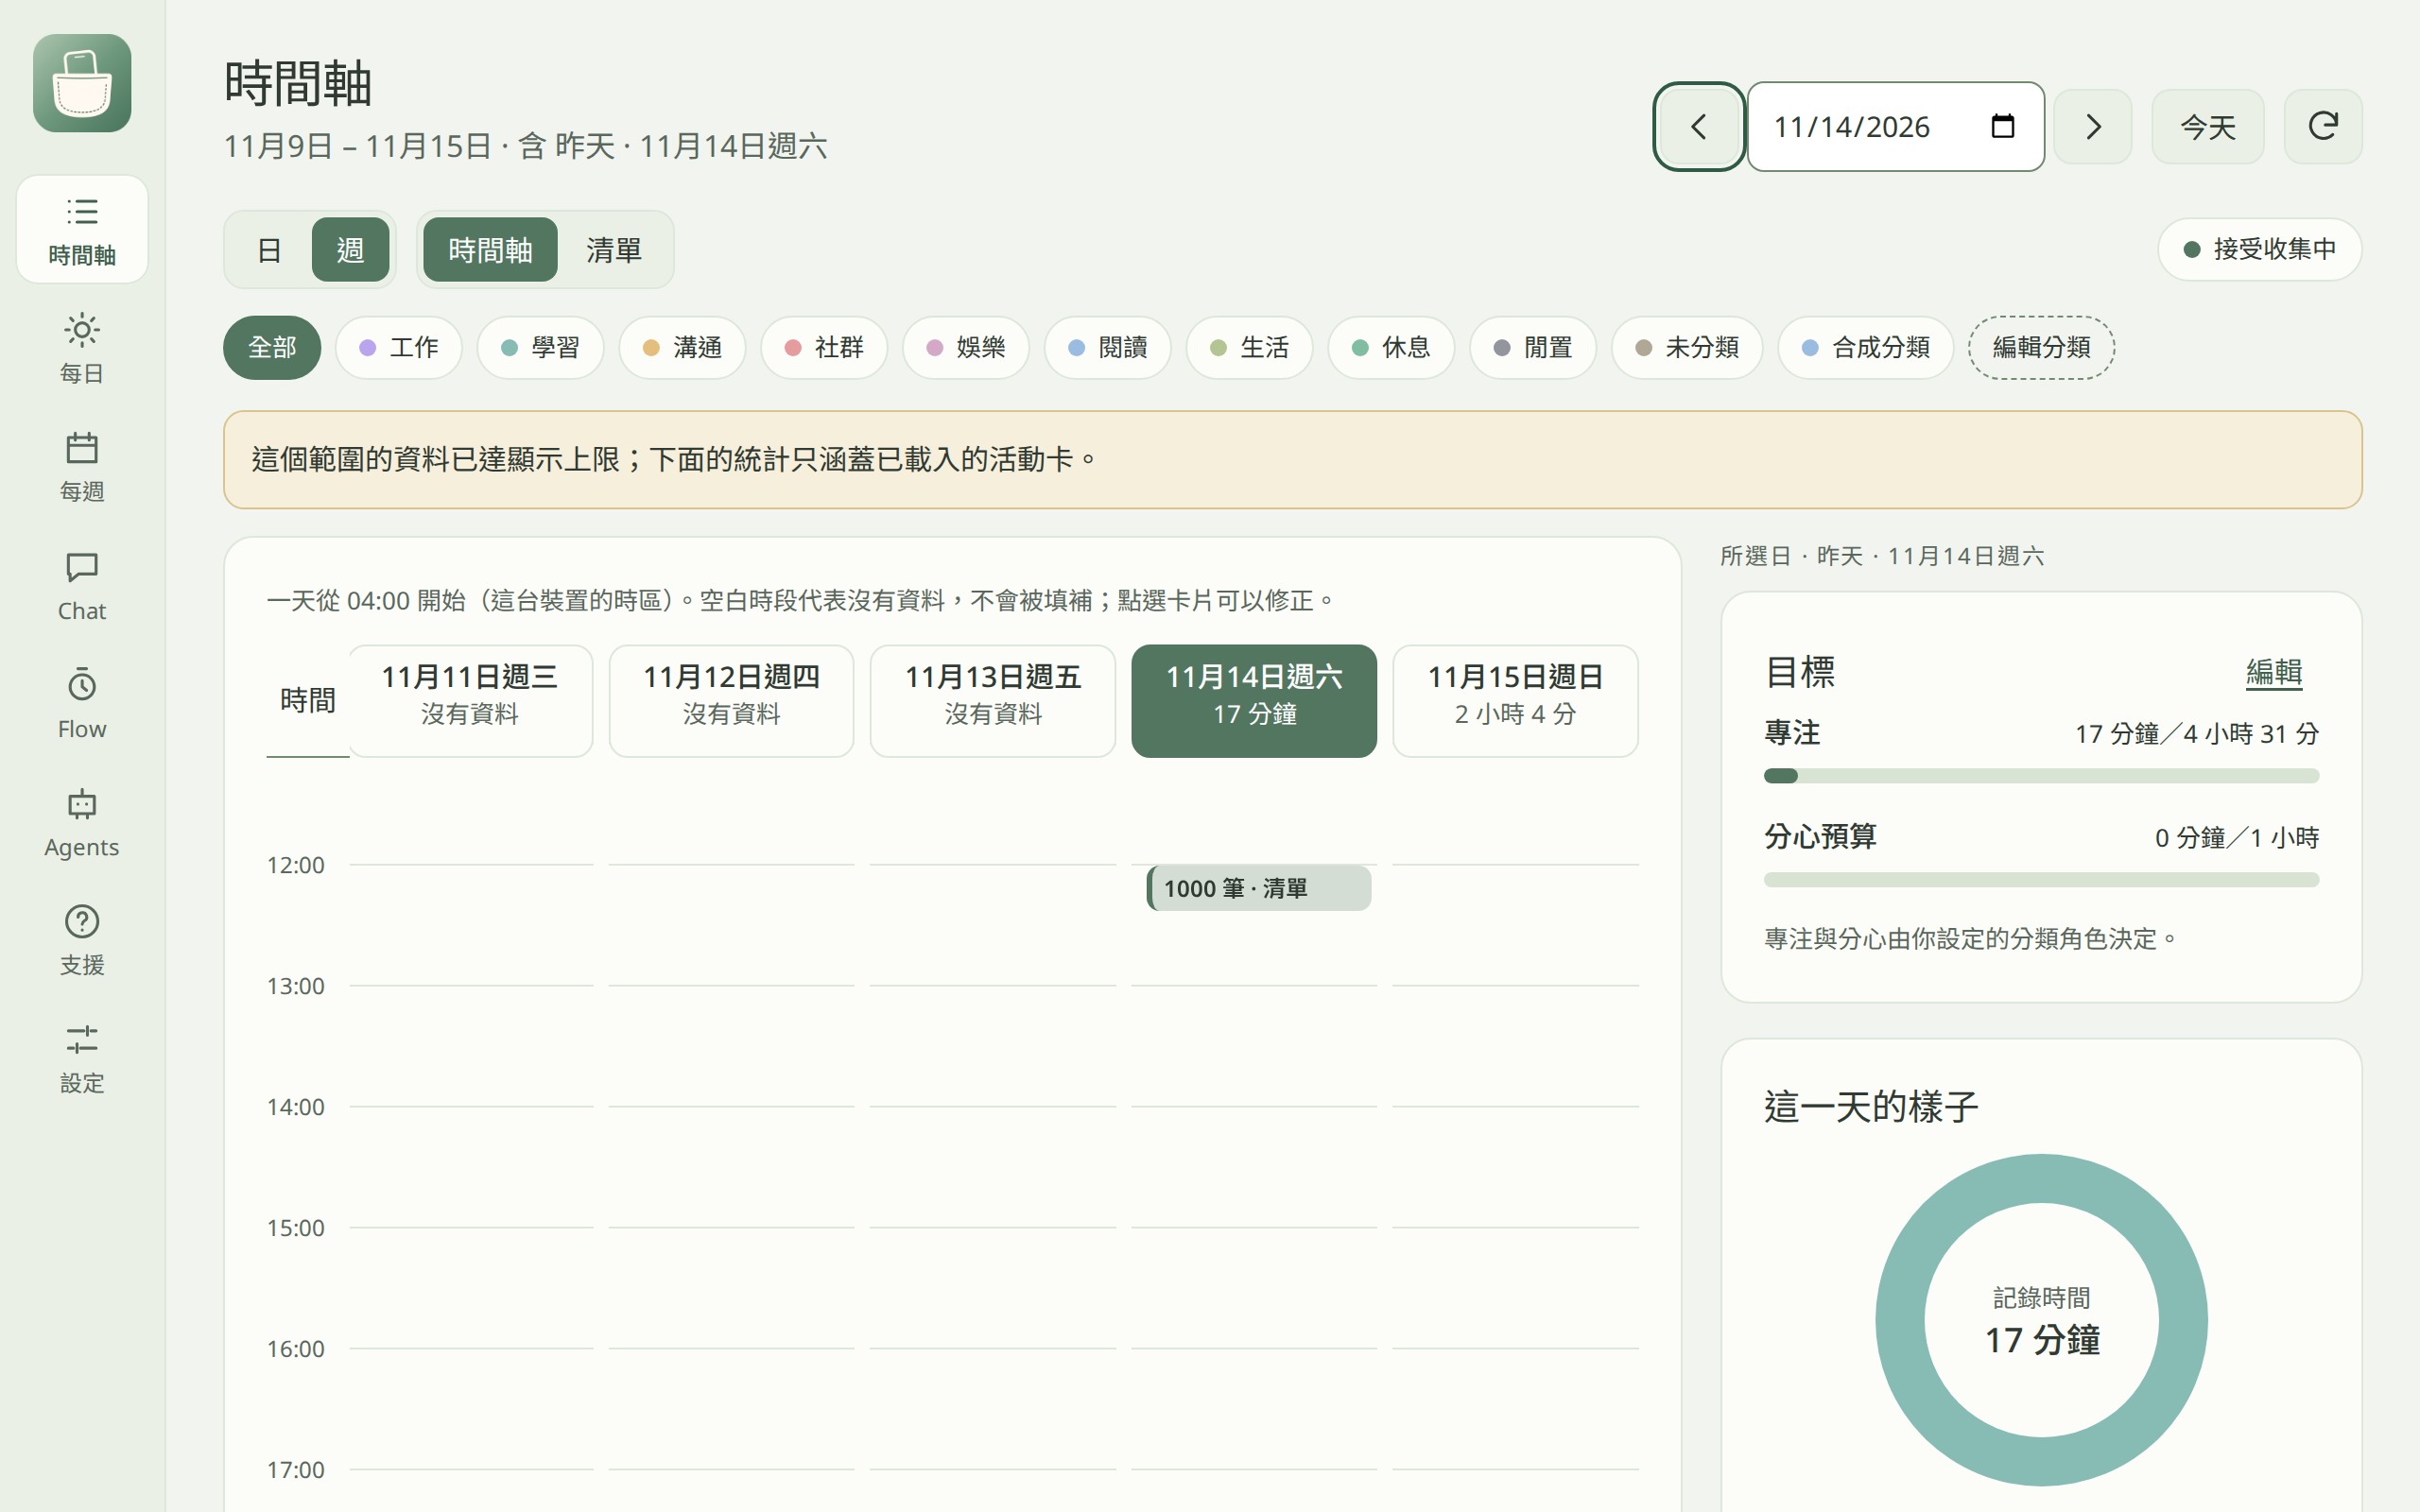 時間軸
每日
每週
Chat
Flow
Agents
支援
設定
時間軸
11月9日 – 11月15日 · 含 昨天 · 11月14日週六
11/14/2026
今天
日
週
時間軸
清單
接受收集中
全部
工作
學習
溝通
社群
娛樂
閱讀
生活
休息
閒置
未分類
合成分類
編輯分類
這個範圍的資料已達顯示上限；下面的統計只涵蓋已載入的活動卡。
一天從 04:00 開始（這台裝置的時區）。空白時段代表沒有資料，不會被填補；點選卡片可以修正。
時間
11月11日週三
沒有資料
11月12日週四
沒有資料
11月13日週五
沒有資料
11月14日週六
17 分鐘
11月15日週日
2 小時 4 分
12:00
1000 筆 · 清單
13:00
14:00
15:00
16:00
17:00
所選日 · 昨天 · 11月14日週六
目標
編輯
專注
17 分鐘／4 小時 31 分
分心預算
0 分鐘／1 小時
專注與分心由你設定的分類角色決定。
這一天的樣子
記錄時間
17 分鐘